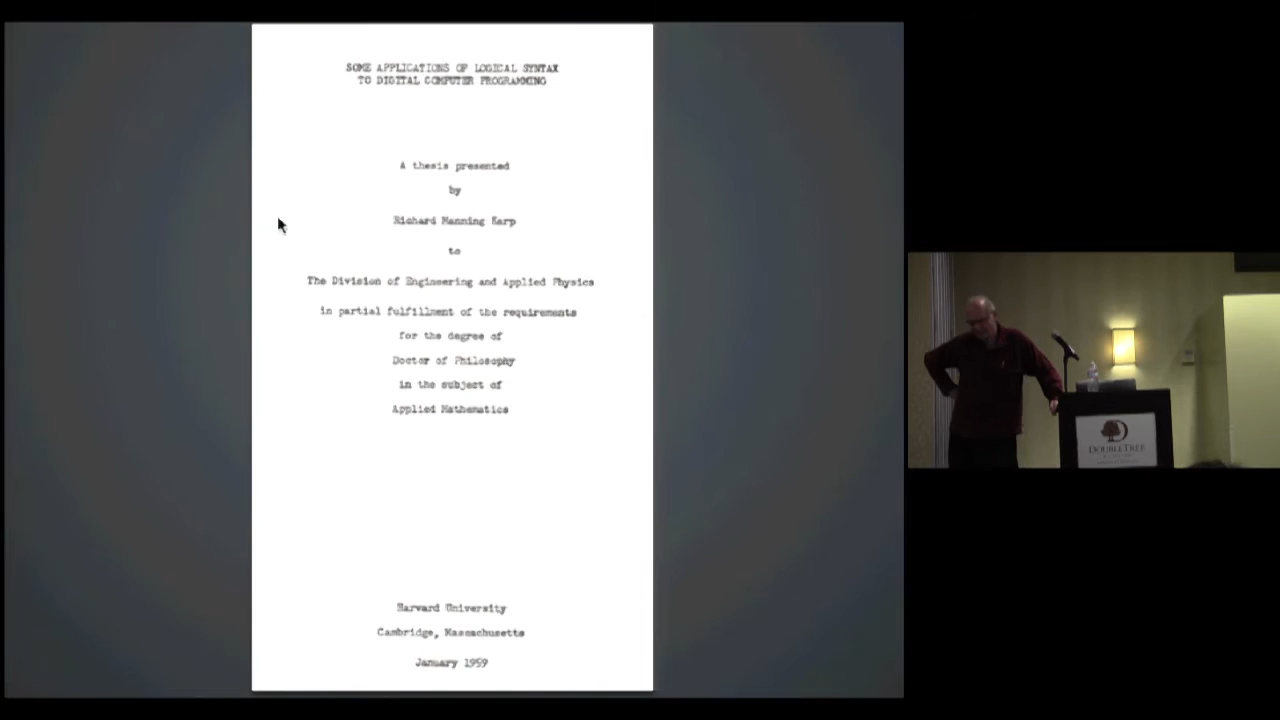 SOME APPLICATIONS OF LOGICAL SYNTAX
TO DIGITAL COMPUTER PROGRAMMING
A thesis presented
by
Richard Manning Karp
to
The Division of Engineering and Applied Physics
in partial fulfillment of the requirements
for the degree of
Doctor of Philosophy
in the subject of
Applied Mathematics
Harvard University
Cambridge, Massachusetts
January 1959
DOUBLETREE